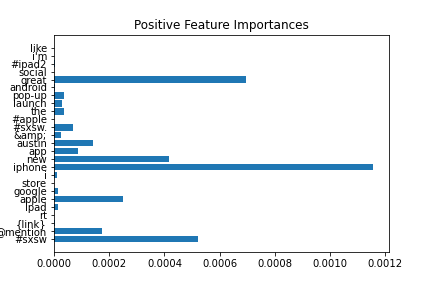 Positive Feature Importances
like
i'm
#ipad2
social
great
android
pop-up
launch
the
#apple
#sxsw.
&amp;
austin
app
new
iphone
i
store
google
apple
ipad
rt
{link}
@mention
#sxsw
0.0000 0.0002 0.0004 0.0006 0.0008 0.0010 0.0012